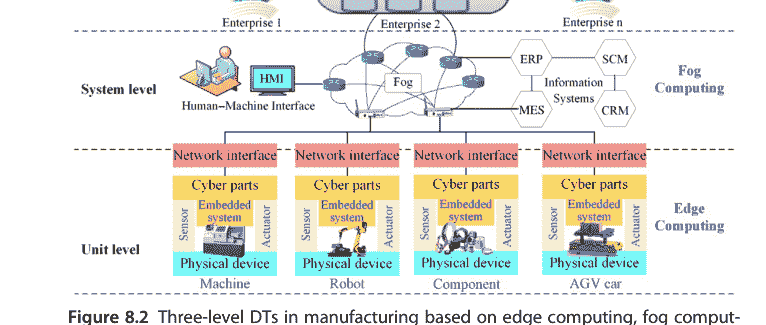 Enterprise 1
Enterprise 2
Enterprise n
System level
HMI
Human-Machine Interface
Fog
ERP
SCM
Information
Systems
MES
CRM
Fog
Computing
Network interface
Network interface
Network interface
Network interface
Cyber parts
Cyber parts
Cyber parts
Cyber parts
Sensor
Embedded
system
Actuator
Sensor
Embedded
system
Actuator
Sensor
Embedded
system
Actuator
Sensor
Embedded
system
Actuator
Edge
Computing
Unit level
Physical device
Physical device
Physical device
Physical device
Machine
Robot
Component
AGV car
Figure 8.2 Three-level DTs in manufacturing based on edge computing, fog comput-